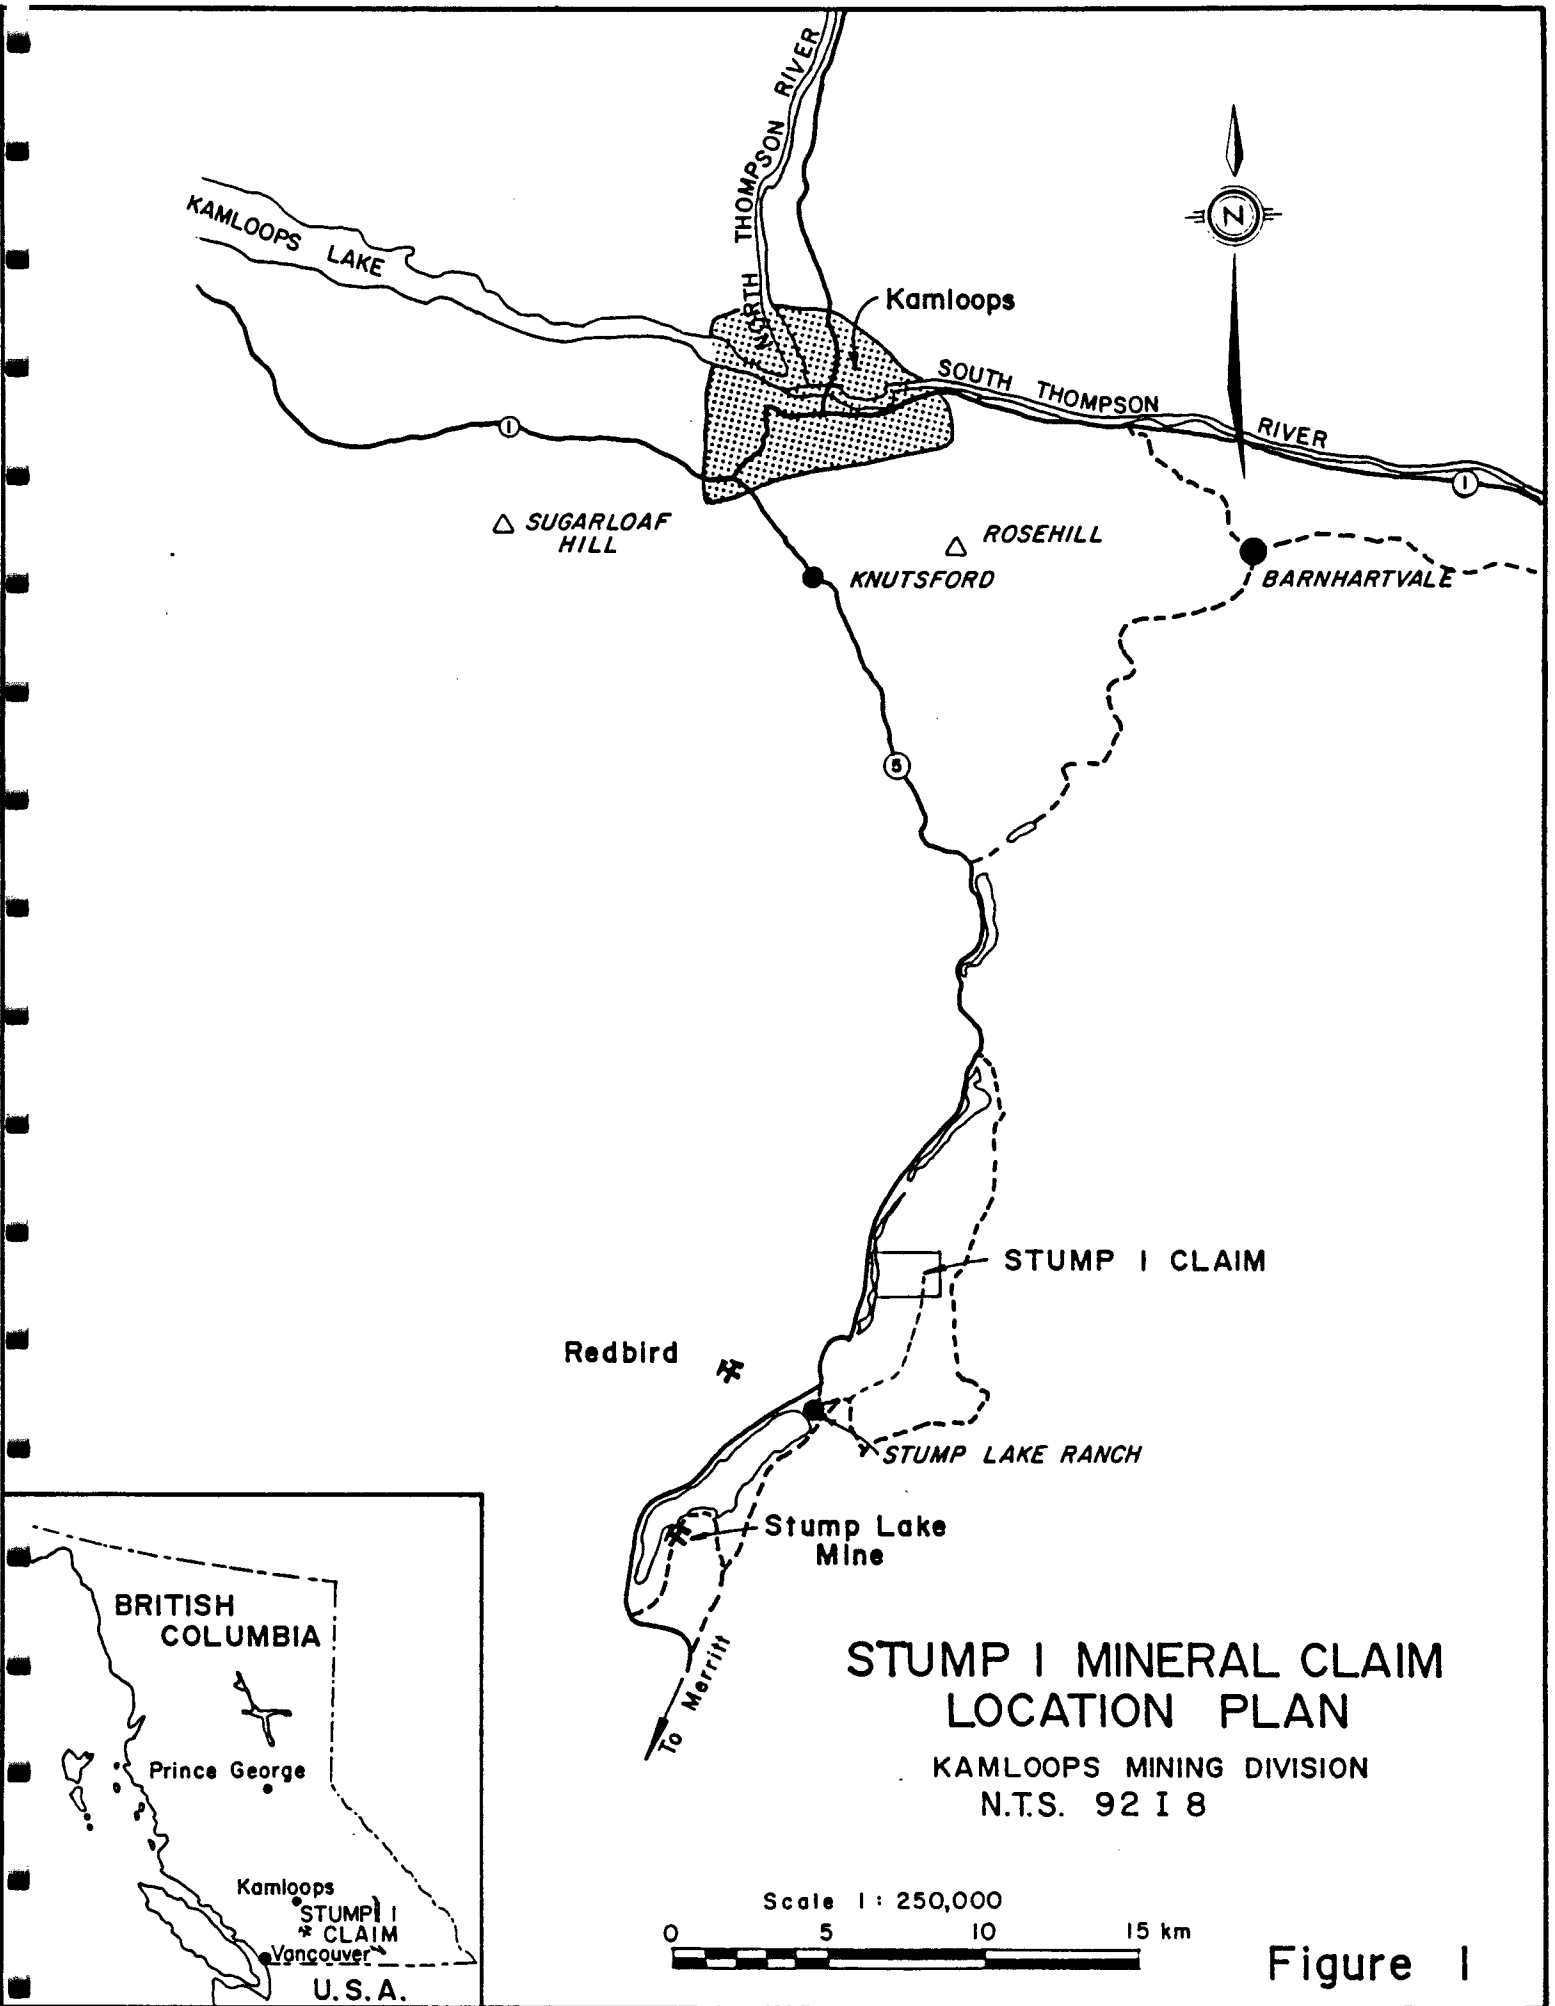 NORTH THOMPSON RIVER
KAMLOOPS LAKE
N
Kamloops
SOUTH THOMPSON RIVER
1
1
SUGARLOAF
HILL
ROSEHILL
KNUTSFORD
BARNHARTVALE
5
STUMP 1 CLAIM
Redbird
STUMP LAKE RANCH
Stump Lake
Mine
To Merritt
BRITISH
COLUMBIA
Prince George
Kamloops
STUMP 1
CLAIM
Vancouver
U.S.A.
STUMP 1 MINERAL CLAIM
LOCATION PLAN
KAMLOOPS MINING DIVISION
N.T.S. 92 I 8
Scale 1 : 250,000
0 5 10 15 km
Figure 1